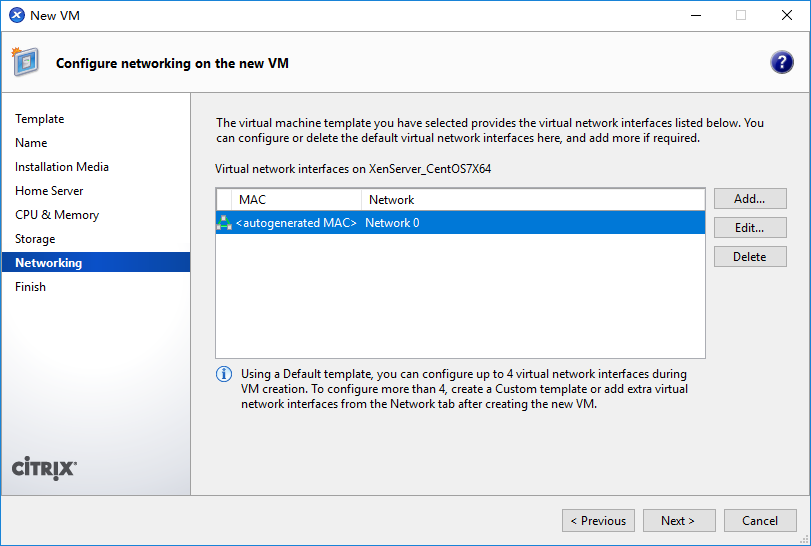 New VM
Configure networking on the new VM
?
Template
Name
Installation Media
Home Server
CPU & Memory
Storage
Networking
Finish
CİTRIX
The virtual machine template you have selected provides the virtual network interfaces listed below. You
can configure or delete the default virtual network interfaces here, and add more if required.
Virtual network interfaces on XenServer_CentOS7X64
MAC Network
<autogenerated MAC> Network 0
Add...
Edit...
Delete
Using a Default template, you can configure up to 4 virtual network interfaces during
VM creation. To configure more than 4, create a Custom template or add extra virtual
network interfaces from the Network tab after creating the new VM.
< Previous Next > Cancel